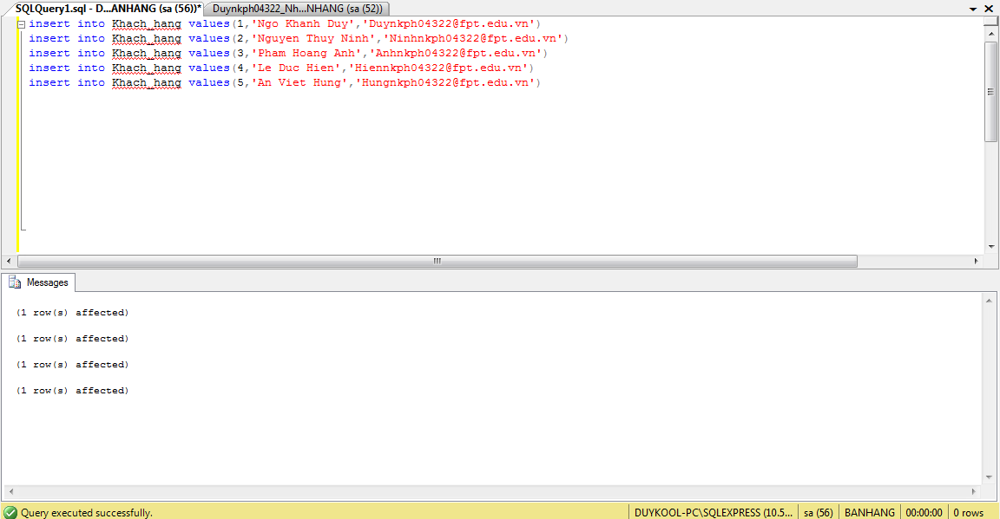 SQLQuery1.sql - D...ANHANG (sa (56))* Duynkph04322_Nh...NHANG (sa (52))
insert into Khach_hang values(1,'Ngo Khanh Duy','Duynkph04322@fpt.edu.vn')
insert into Khach_hang values(2,'Nguyen Thuy Ninh','Ninhnkph04322@fpt.edu.vn')
insert into Khach_hang values(3,'Pham Hoang Anh','Anhnkph04322@fpt.edu.vn')
insert into Khach_hang values(4,'Le Duc Hien','Hiennkph04322@fpt.edu.vn')
insert into Khach_hang values(5,'An Viet Hung','Hungnkph04322@fpt.edu.vn')
Messages
(1 row(s) affected)
(1 row(s) affected)
(1 row(s) affected)
(1 row(s) affected)
Query executed successfully. DUYKOOL-PC\SQLEXPRESS (10.5... sa (56) BANHANG 00:00:00 0 rows